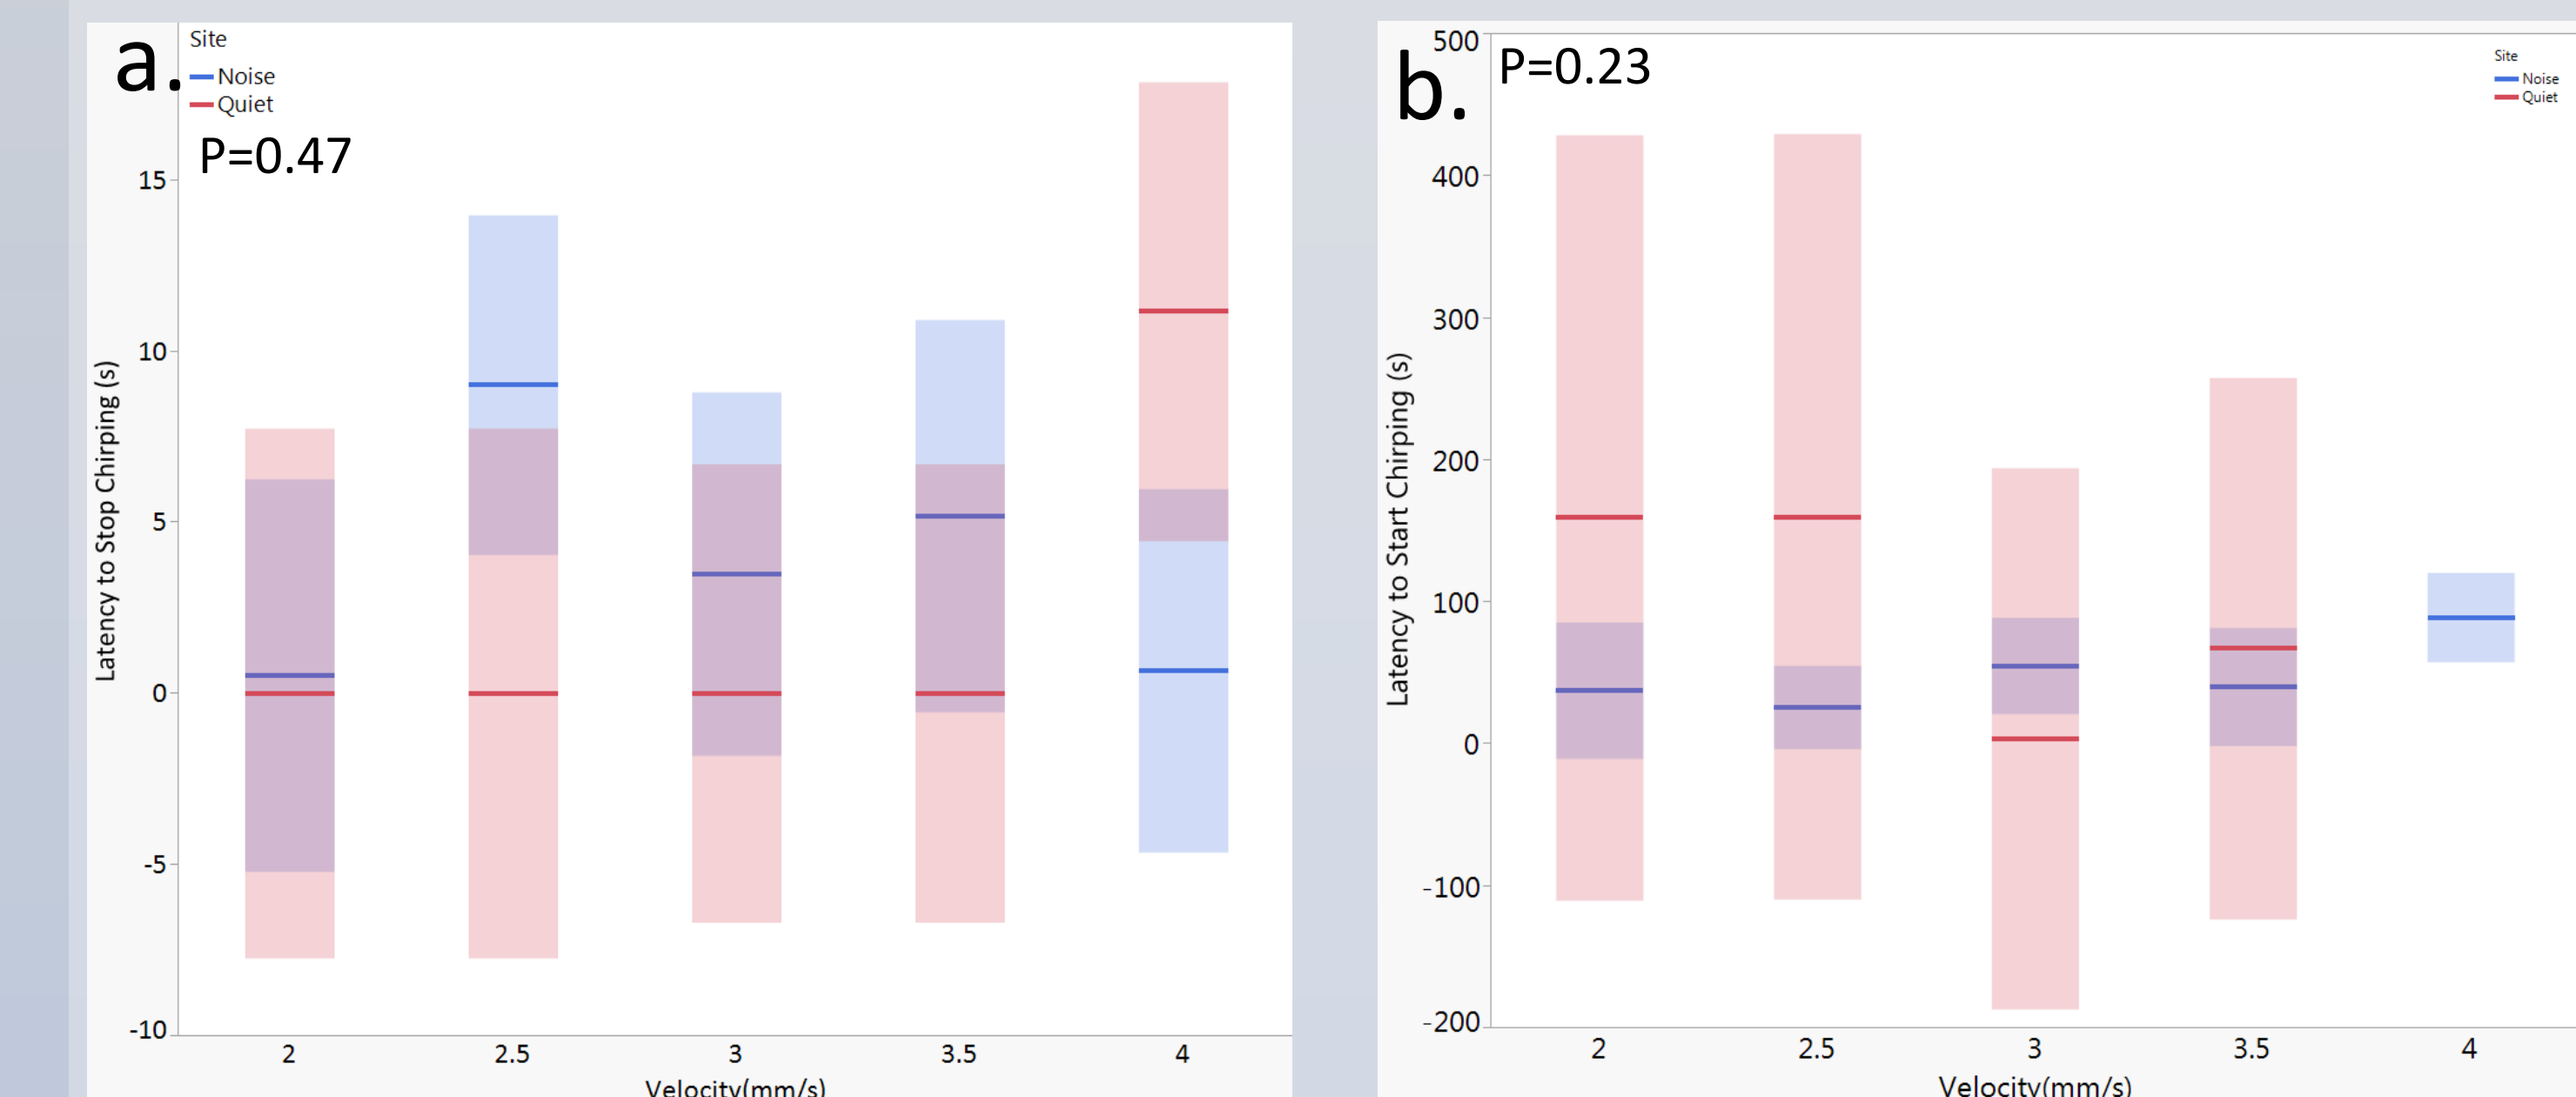 a.
Site
Noise
Quiet
P=0.47
Latency to Stop Chirping (s)
15
10
5
0
-5
-10
2 2.5 3 3.5 4
Velocity(mm/s)
b.
P=0.23
Site
Noise
Quiet
Latency to Start Chirping (s)
500
400
300
200
100
0
-100
-200
2 2.5 3 3.5 4
Velocity(mm/s)